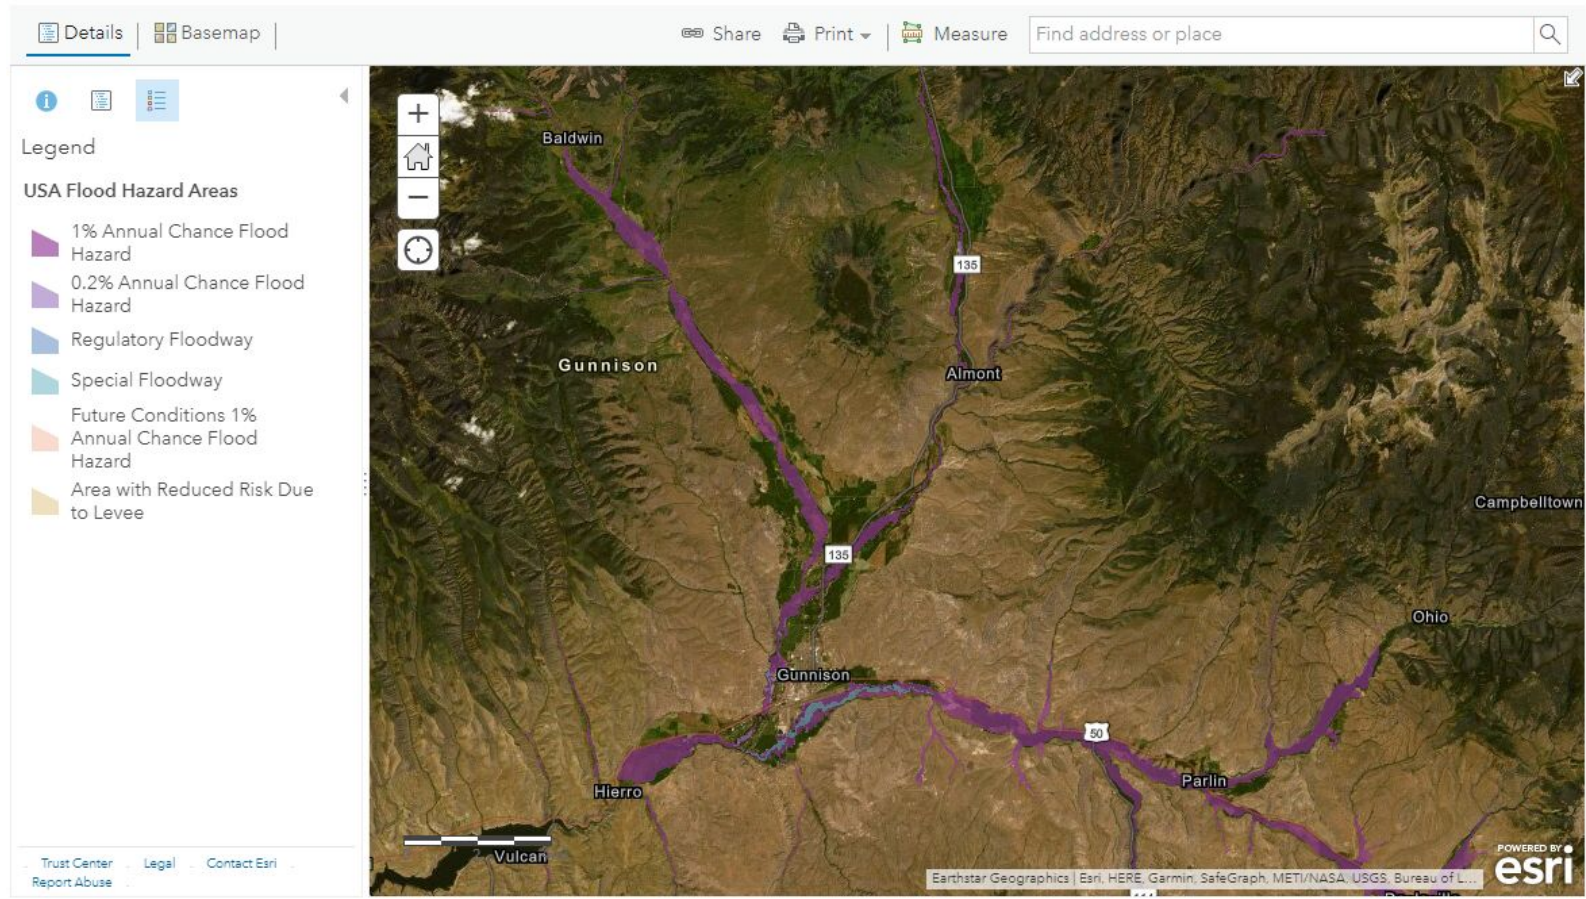 Details
Basemap
Share
Print
Measure
Find address or place
Legend
USA Flood Hazard Areas
1% Annual Chance Flood
Hazard
0.2% Annual Chance Flood
Hazard
Regulatory Floodway
Special Floodway
Future Conditions 1%
Annual Chance Flood
Hazard
Area with Reduced Risk Due
to Levee
Trust Center
Legal
Contact Esri
Report Abuse
Baldwin
135
Gunnison
Almont
Campbelltown
135
Ohio
Gunnison
50
Parlin
Hierro
Vulcan
POWERED BY
esri
Earthstar Geographics | Esri, HERE, Garmin, SafeGraph, METI/NASA, USGS, Bureau of L...